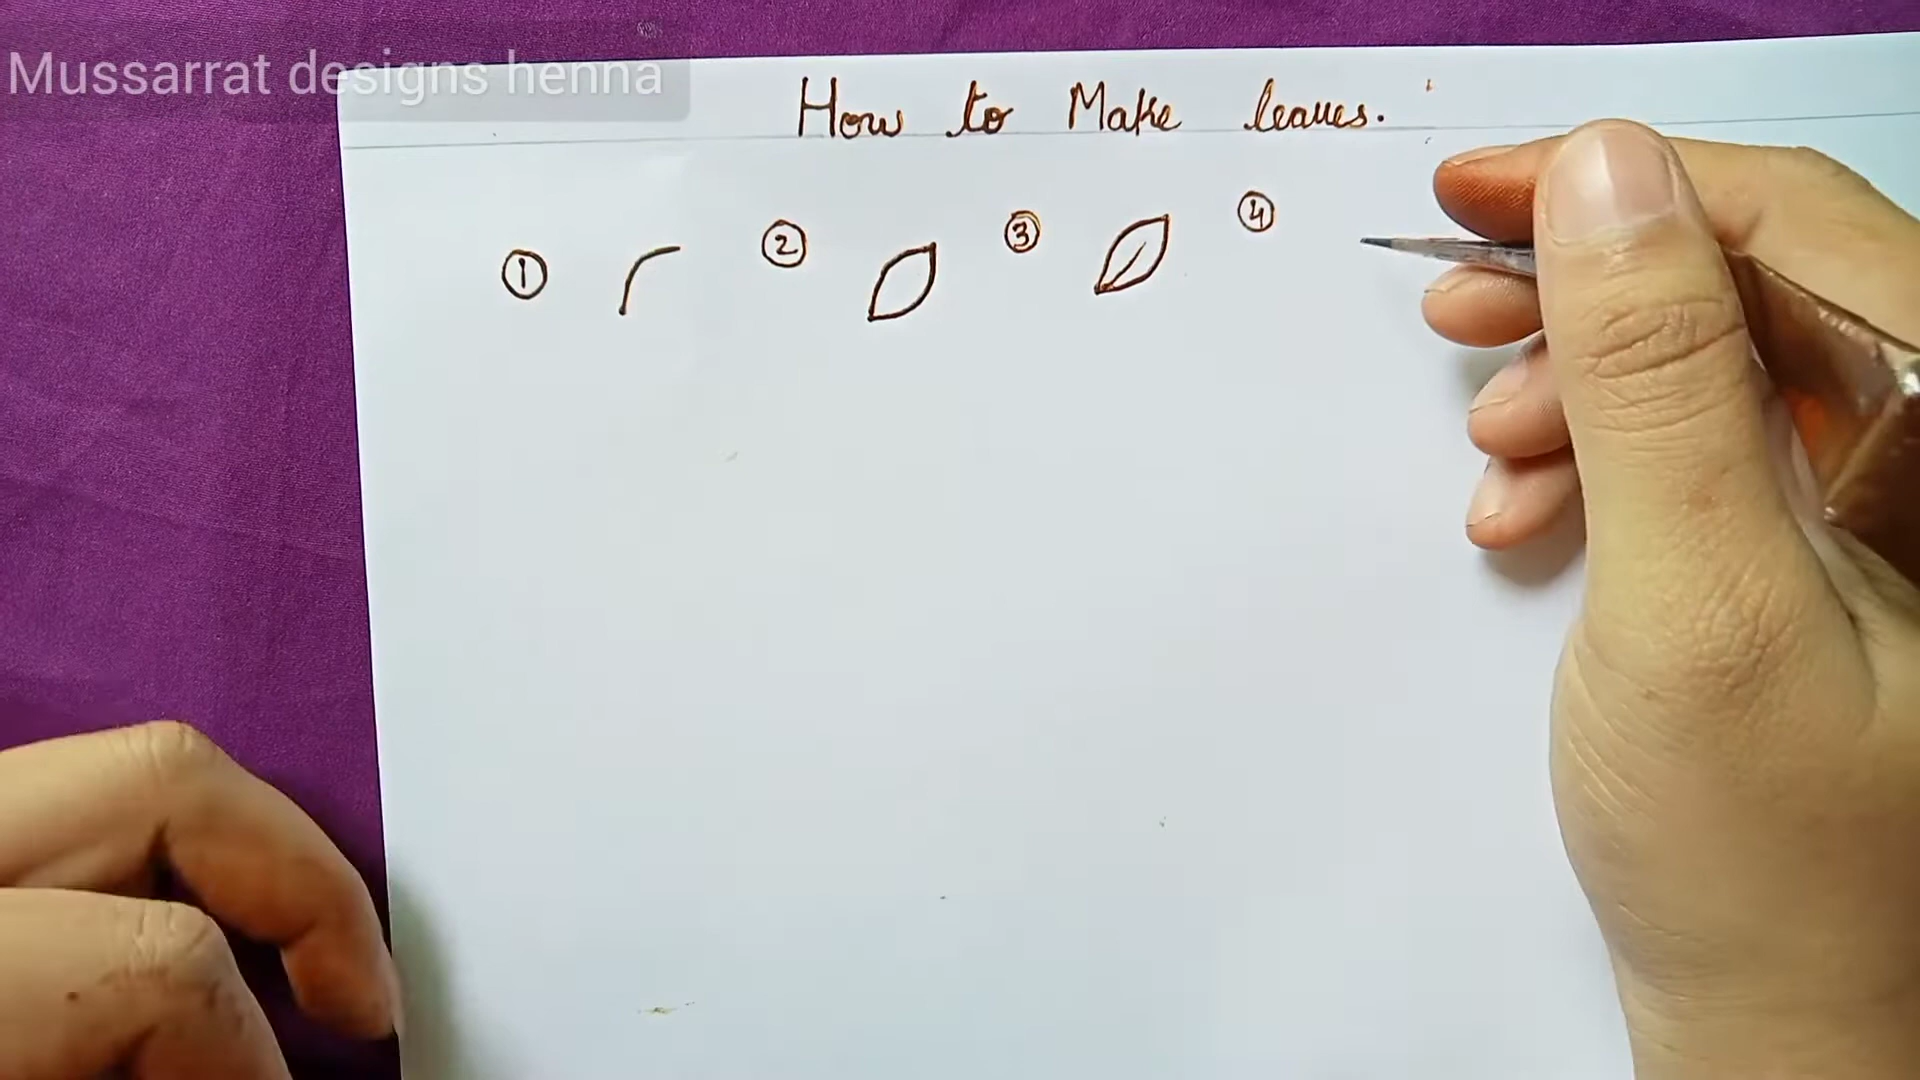 Mussarrat designs henna
How to Make leaves.
① ② ③ ④